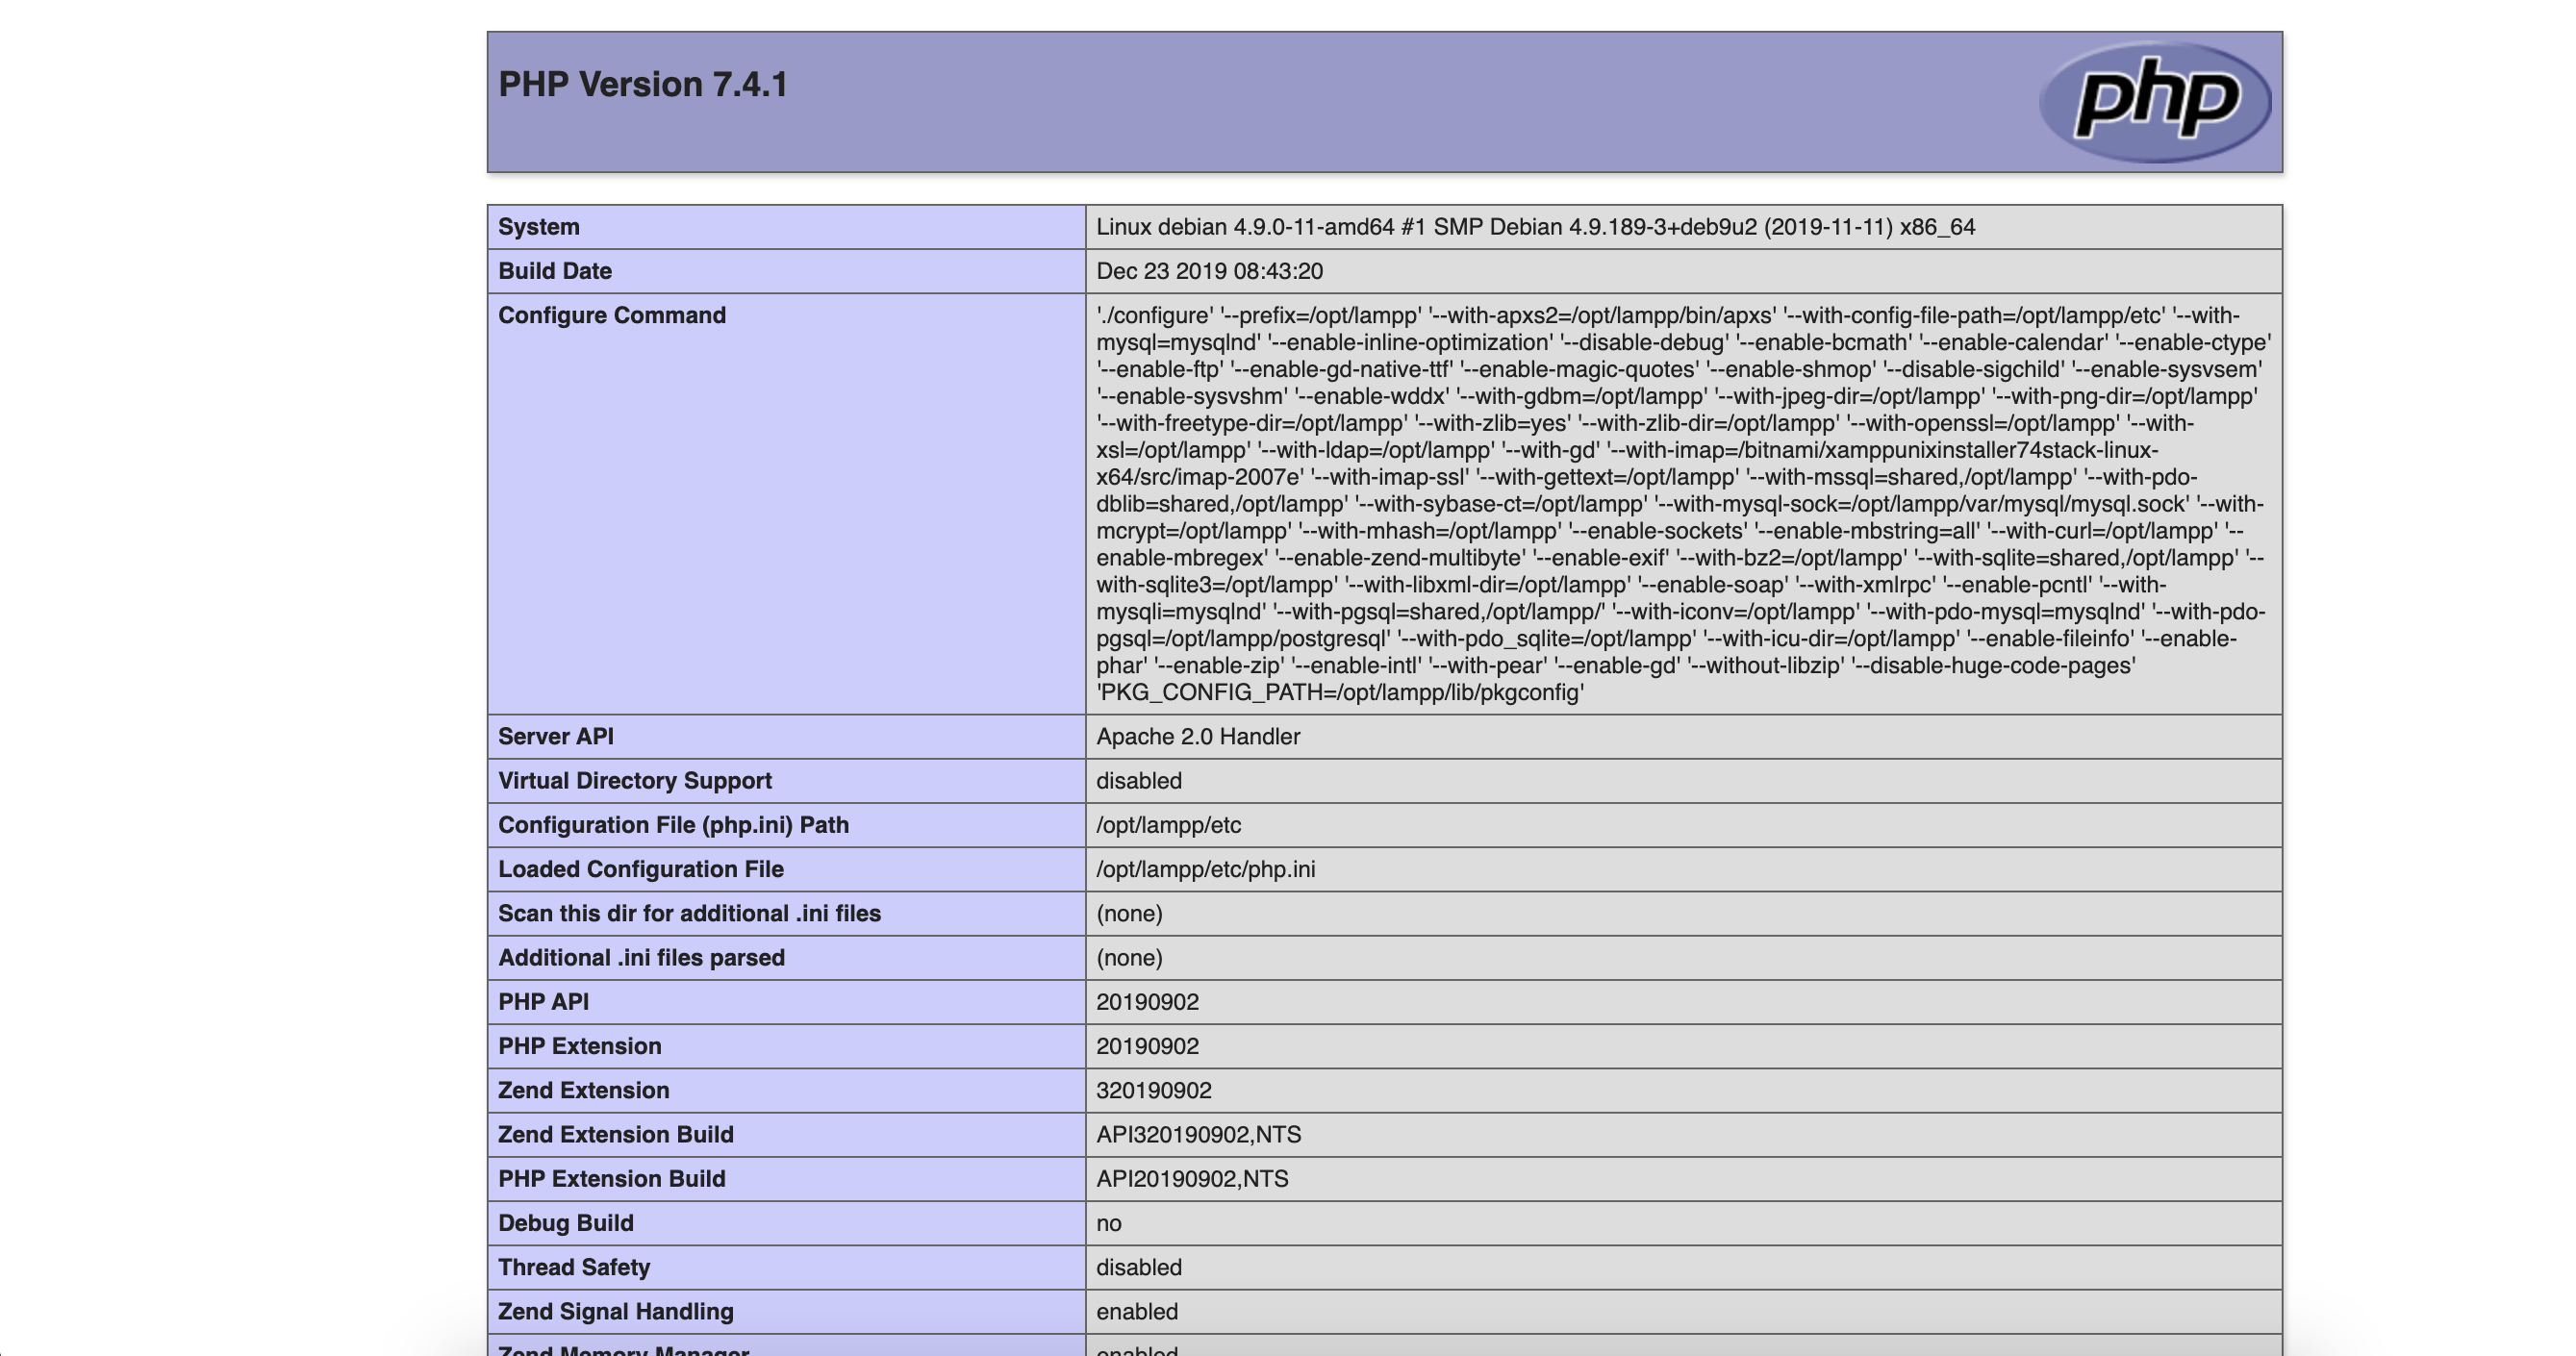 PHP Version 7.4.1
php
System Linux debian 4.9.0-11-amd64 #1 SMP Debian 4.9.189-3+deb9u2 (2019-11-11) x86_64
Build Date Dec 23 2019 08:43:20
Configure Command './configure' '--prefix=/opt/lampp' '--with-apxs2=/opt/lampp/bin/apxs' '--with-config-file-path=/opt/lampp/etc' '--with-
mysql=mysqlnd' '--enable-inline-optimization' '--disable-debug' '--enable-bcmath' '--enable-calendar' '--enable-ctype'
'--enable-ftp' '--enable-gd-native-ttf' '--enable-magic-quotes' '--enable-shmop' '--disable-sigchild' '--enable-sysvsem'
'--enable-sysvshm' '--enable-wddx' '--with-gdbm=/opt/lampp' '--with-jpeg-dir=/opt/lampp' '--with-png-dir=/opt/lampp'
'--with-freetype-dir=/opt/lampp' '--with-zlib=yes' '--with-zlib-dir=/opt/lampp' '--with-openssl=/opt/lampp' '--with-
xsl=/opt/lampp' '--with-ldap=/opt/lampp' '--with-gd' '--with-imap=/bitnami/xamppunixinstaller74stack-linux-
x64/src/imap-2007e' '--with-imap-ssl' '--with-gettext=/opt/lampp' '--with-mssql=shared,/opt/lampp' '--with-pdo-
dblib=shared,/opt/lampp' '--with-sybase-ct=/opt/lampp' '--with-mysql-sock=/opt/lampp/var/mysql/mysql.sock' '--with-
mcrypt=/opt/lampp' '--with-mhash=/opt/lampp' '--enable-sockets' '--enable-mbstring=all' '--with-curl=/opt/lampp' '--
enable-mbregex' '--enable-zend-multibyte' '--enable-exif' '--with-bz2=/opt/lampp' '--with-sqlite=shared,/opt/lampp' '--
with-sqlite3=/opt/lampp' '--with-libxml-dir=/opt/lampp' '--enable-soap' '--with-xmlrpc' '--enable-pcntl' '--with-
mysqli=mysqlnd' '--with-pgsql=shared,/opt/lampp/' '--with-iconv=/opt/lampp' '--with-pdo-mysql=mysqlnd' '--with-pdo-
pgsql=/opt/lampp/postgresql' '--with-pdo_sqlite=/opt/lampp' '--with-icu-dir=/opt/lampp' '--enable-fileinfo' '--enable-
phar' '--enable-zip' '--enable-intl' '--with-pear' '--enable-gd' '--without-libzip' '--disable-huge-code-pages'
'PKG_CONFIG_PATH=/opt/lampp/lib/pkgconfig'
Server API Apache 2.0 Handler
Virtual Directory Support disabled
Configuration File (php.ini) Path /opt/lampp/etc
Loaded Configuration File /opt/lampp/etc/php.ini
Scan this dir for additional .ini files (none)
Additional .ini files parsed (none)
PHP API 20190902
PHP Extension 20190902
Zend Extension 320190902
Zend Extension Build API320190902,NTS
PHP Extension Build API20190902,NTS
Debug Build no
Thread Safety disabled
Zend Signal Handling enabled
Zend Memory Manager enabled